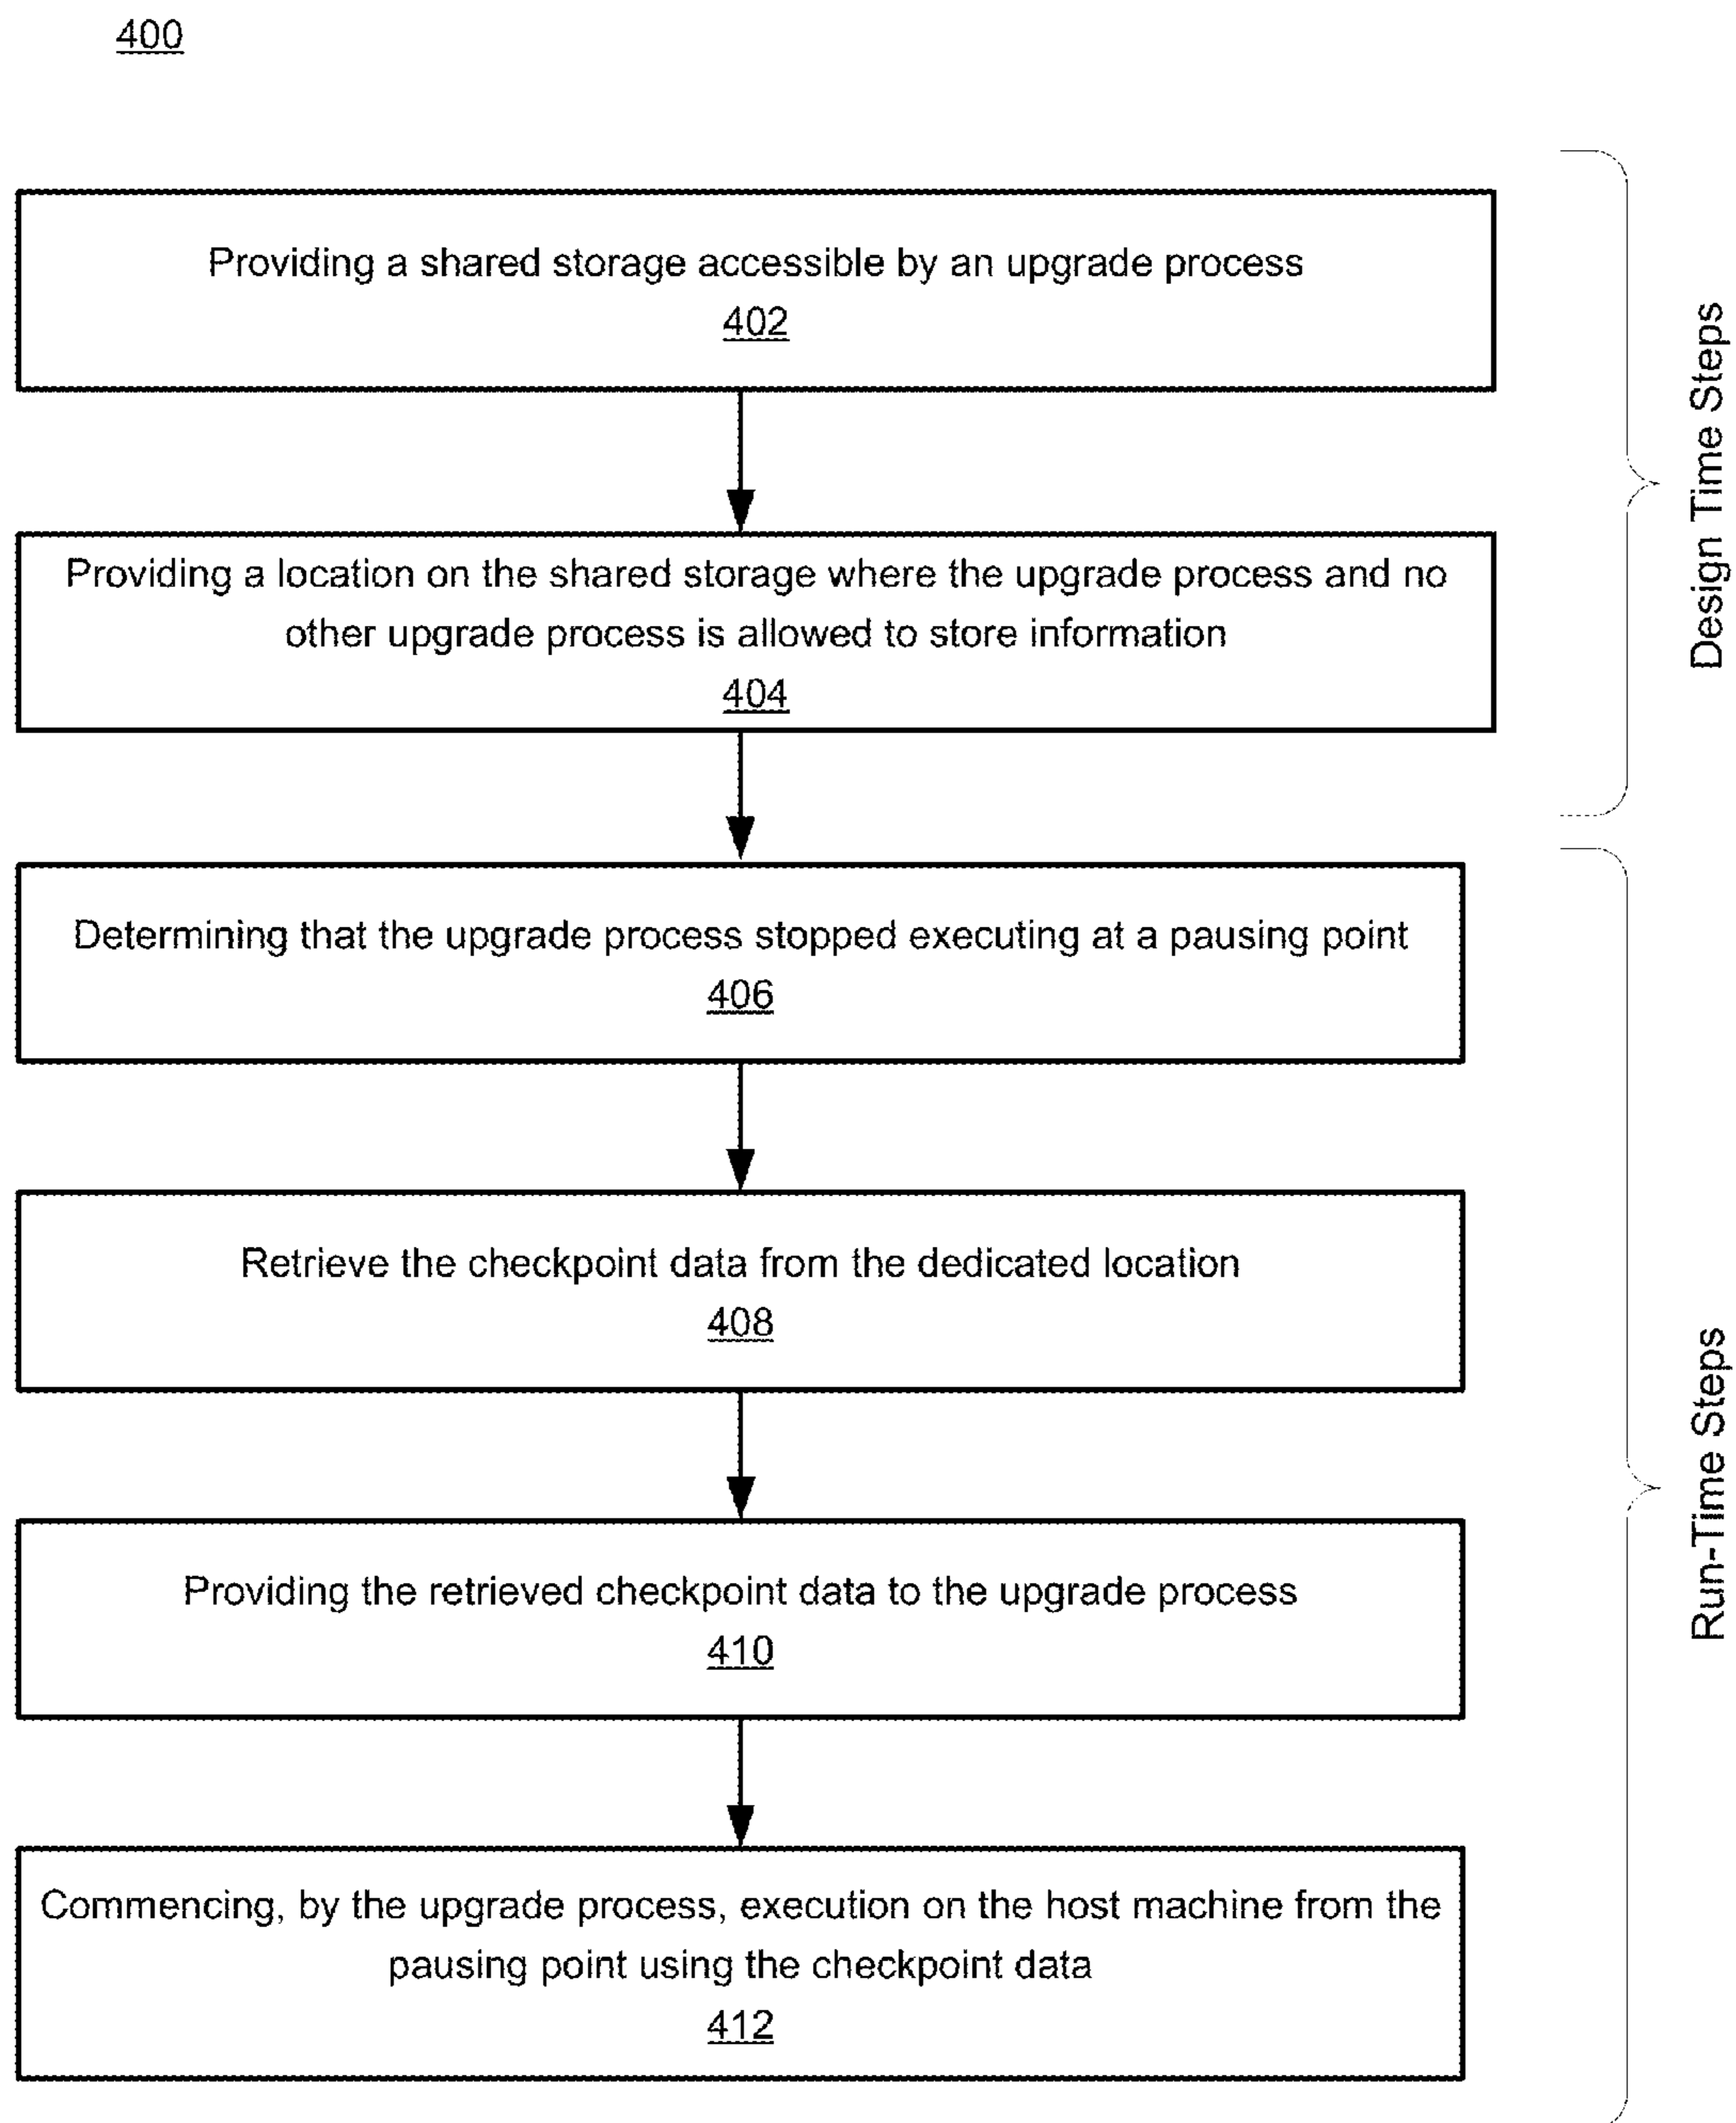 400
Providing a shared storage accessible by an upgrade process
402
Providing a location on the shared storage where the upgrade process and no
other upgrade process is allowed to store information
404
Design Time Steps
Determining that the upgrade process stopped executing at a pausing point
406
Retrieve the checkpoint data from the dedicated location
408
Providing the retrieved checkpoint data to the upgrade process
410
Commencing, by the upgrade process, execution on the host machine from the
pausing point using the checkpoint data
412
Run-Time Steps